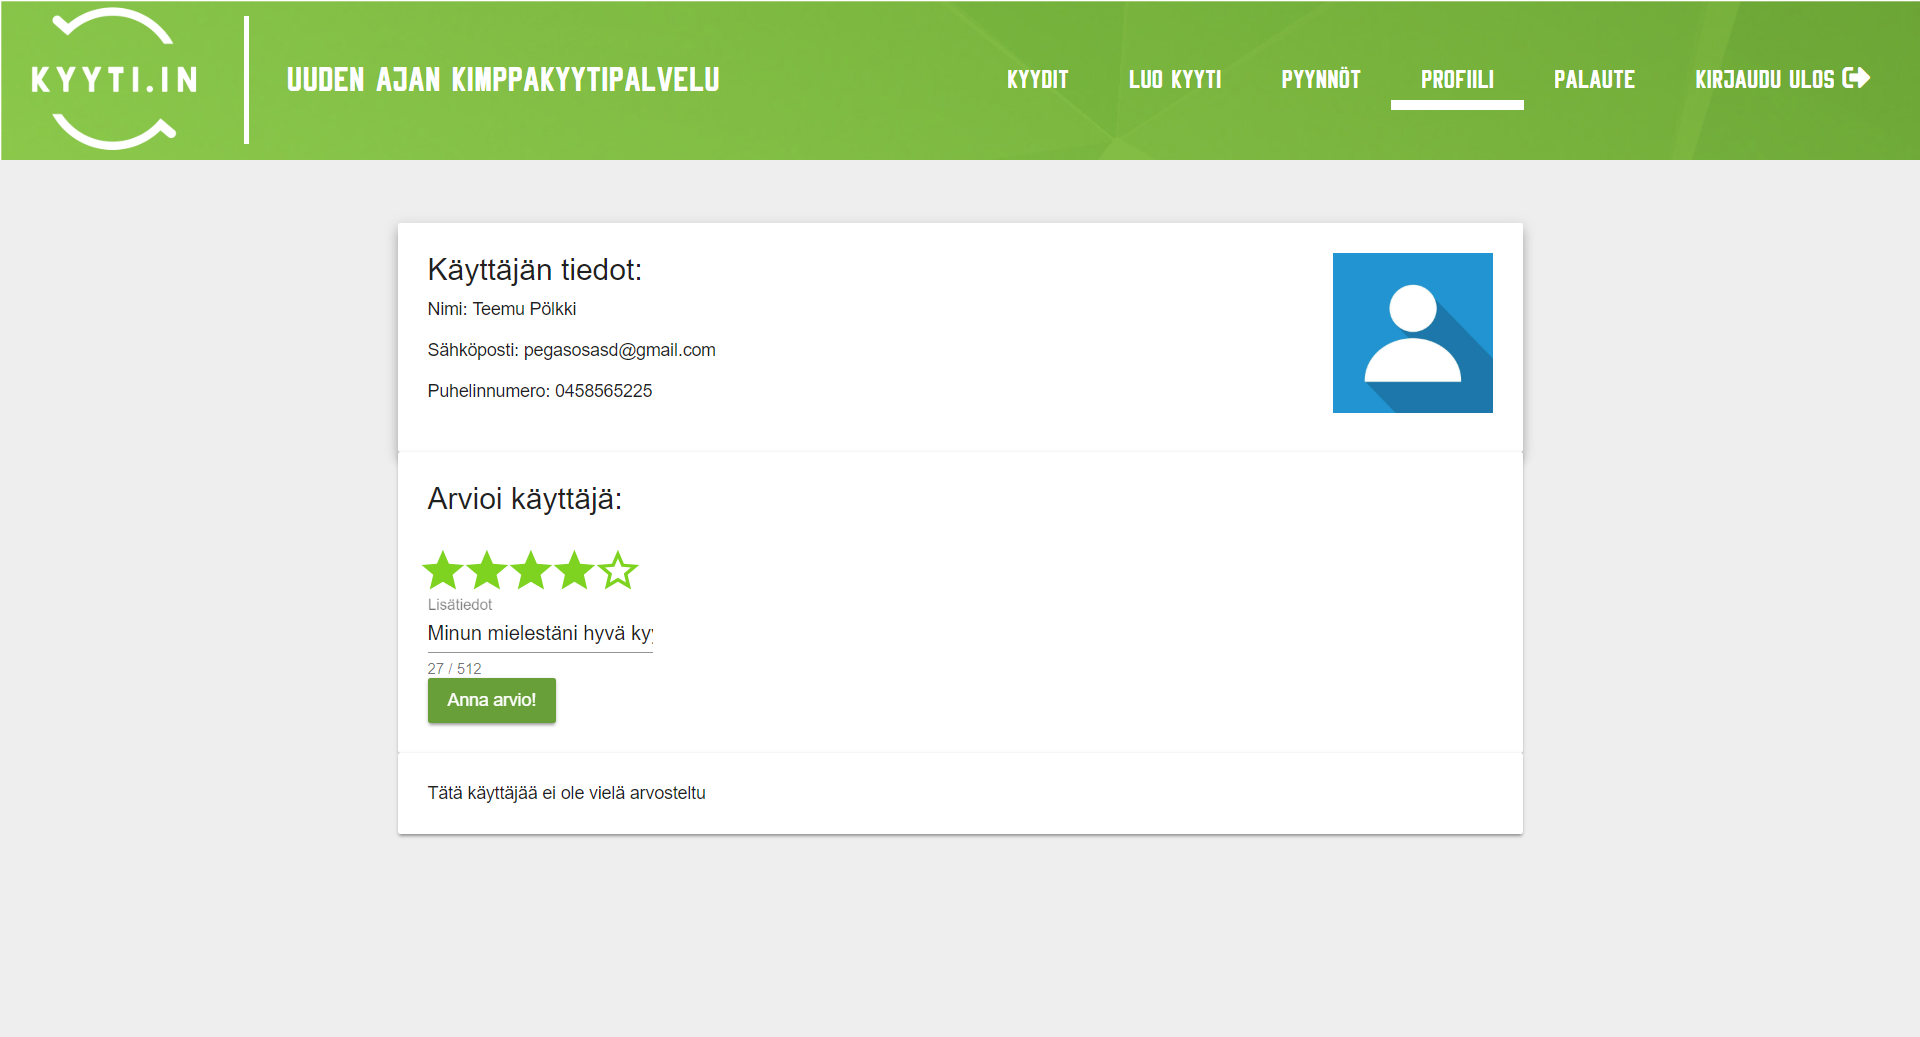 KYYTI.IN
UUDEN AJAN KIMPPAKYYTIPALVELU
KYYDIT
LUO KYYTI
PYYNNÖT
PROFIILI
PALAUTE
KIRJAUDU ULOS
Käyttäjän tiedot:
Nimi: Teemu Pölkki
Sähköposti: pegasosasd@gmail.com
Puhelinnumero: 0458565225
Arvioi käyttäjä:
Lisätiedot
Minun mielestäni hyvä
27 / 512
Anna arvio!
Tätä käyttäjää ei ole vielä arvosteltu